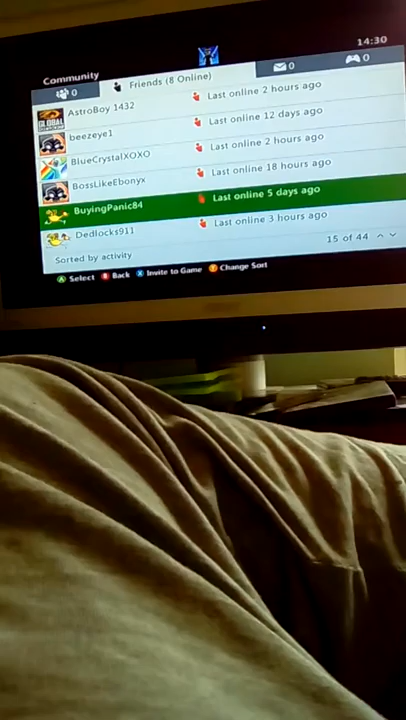 14:30
Community
0
Friends (8 Online)
0
0
AstroBoy 1432 Last online 2 hours ago
beezeye1 Last online 12 days ago
BlueCrystalXOXO Last online 2 hours ago
BossLikeEbonyx Last online 18 hours ago
BuyingPanic84 Last online 5 days ago
Dedlocks911 Last online 3 hours ago
Sorted by activity 15 of 44
A Select B Back X Invite to Game Y Change Sort